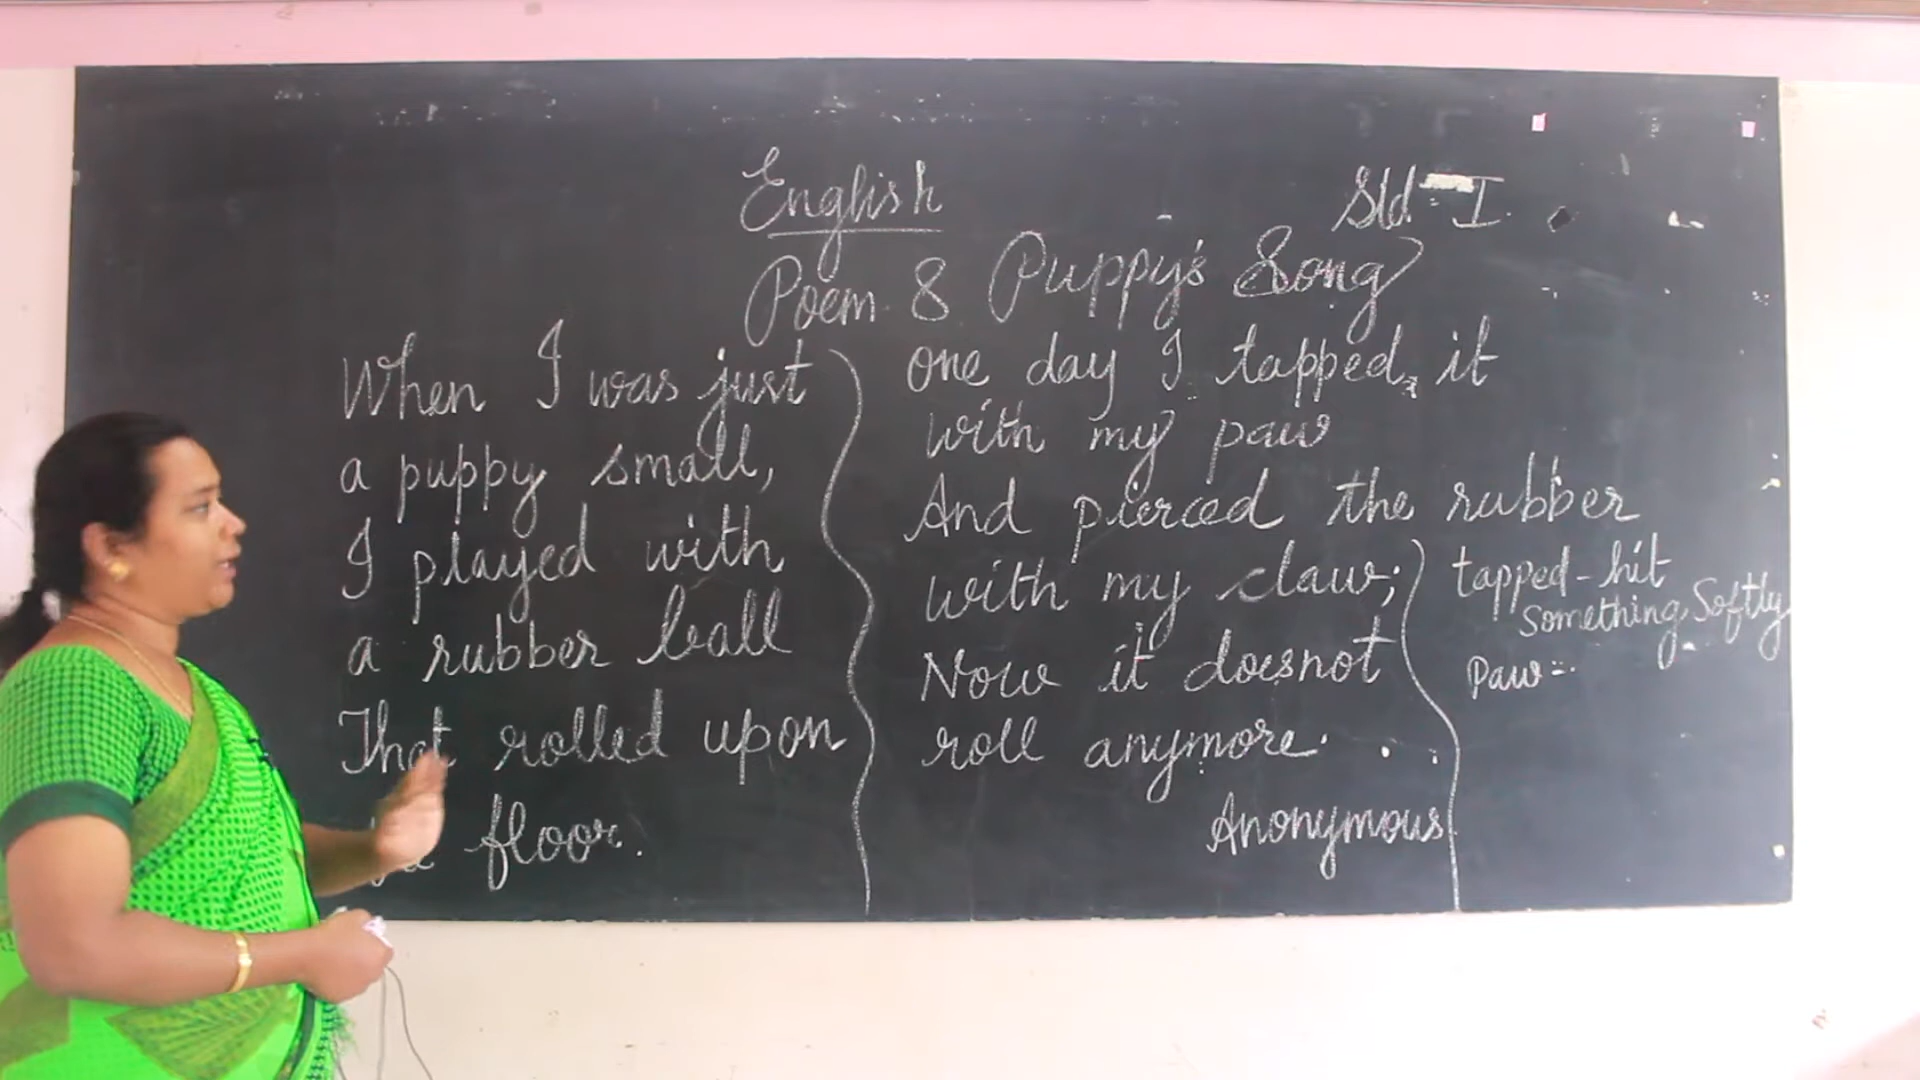 English
Std - I
Poem 8 Puppy's Song
When I was just
a puppy small,
I played with
a rubber ball
That rolled upon
floor.
one day I tapped it
with my paw
And pierced the rubber
with my claw;
Now it doesnot
roll anymore.
Anonymous
tapped - hit
Something Softly
Paw =